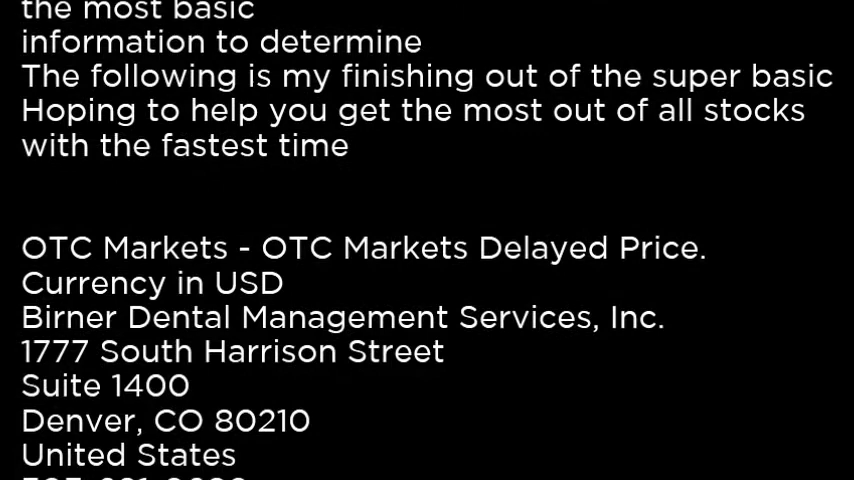 the most basic
information to determine
The following is my finishing out of the super basic
Hoping to help you get the most out of all stocks
with the fastest time
OTC Markets - OTC Markets Delayed Price.
Currency in USD
Birner Dental Management Services, Inc.
1777 South Harrison Street
Suite 1400
Denver, CO 80210
United States